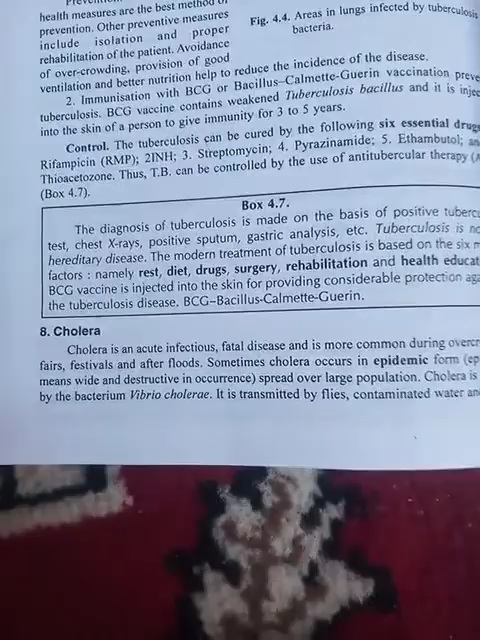 health measures are the best method of
prevention. Other preventive measures
include isolation and proper
rehabilitation of the patient. Avoidance
of over-crowding, provision of good
ventilation and better nutrition help to reduce the incidence of the disease.
Fig. 4.4. Areas in lungs infected by tuberculosis
bacteria.
2. Immunisation with BCG or Bacillus–Calmette-Guerin vaccination preve
tuberculosis. BCG vaccine contains weakened Tuberculosis bacillus and it is injec
into the skin of a person to give immunity for 3 to 5 years.
Control. The tuberculosis can be cured by the following six essential drugs
Rifampicin (RMP); 2INH; 3. Streptomycin; 4. Pyrazinamide; 5. Ethambutol; an
Thioacetozone. Thus, T.B. can be controlled by the use of antitubercular therapy (A
(Box 4.7).
Box 4.7.
The diagnosis of tuberculosis is made on the basis of positive tuberc
test, chest X-rays, positive sputum, gastric analysis, etc. Tuberculosis is no
hereditary disease. The modern treatment of tuberculosis is based on the six m
factors : namely rest, diet, drugs, surgery, rehabilitation and health educat
BCG vaccine is injected into the skin for providing considerable protection aga
the tuberculosis disease. BCG–Bacillus-Calmette-Guerin.
8. Cholera
Cholera is an acute infectious, fatal disease and is more common during overcr
fairs, festivals and after floods. Sometimes cholera occurs in epidemic form (ep
means wide and destructive in occurrence) spread over large population. Cholera is
by the bacterium Vibrio cholerae. It is transmitted by flies, contaminated water an